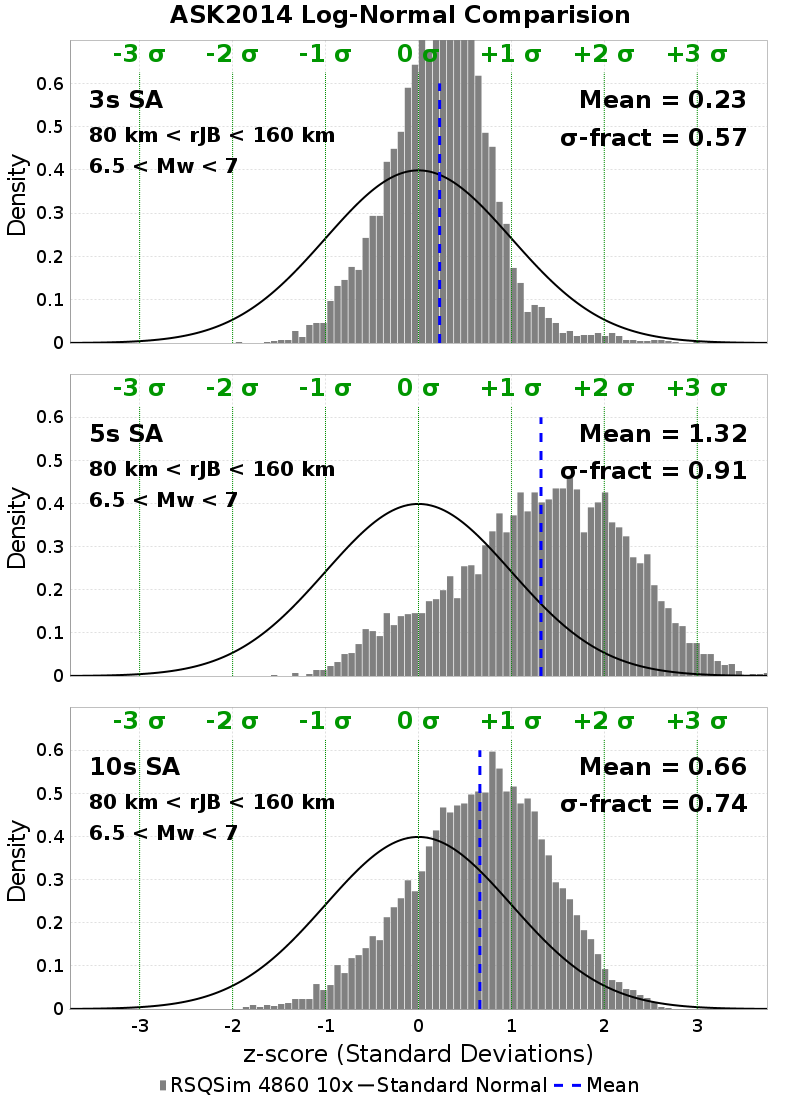 ASK2014 Log-Normal Comparision
-3 σ -2 σ -1 σ 0 σ +1 σ +2 σ +3 σ
3s SA
Mean = 0.23
80 km < rJB < 160 km
σ-fract = 0.57
6.5 < Mw < 7
Density
0.6
0.5
0.4
0.3
0.2
0.1
0
-3 σ -2 σ -1 σ 0 σ +1 σ +2 σ +3 σ
5s SA
Mean = 1.32
80 km < rJB < 160 km
σ-fract = 0.91
6.5 < Mw < 7
Density
0.6
0.5
0.4
0.3
0.2
0.1
0
-3 σ -2 σ -1 σ 0 σ +1 σ +2 σ +3 σ
10s SA
Mean = 0.66
80 km < rJB < 160 km
σ-fract = 0.74
6.5 < Mw < 7
Density
0.6
0.5
0.4
0.3
0.2
0.1
0
-3 -2 -1 0 1 2 3
z-score (Standard Deviations)
RSQSim 4860 10x Standard Normal Mean